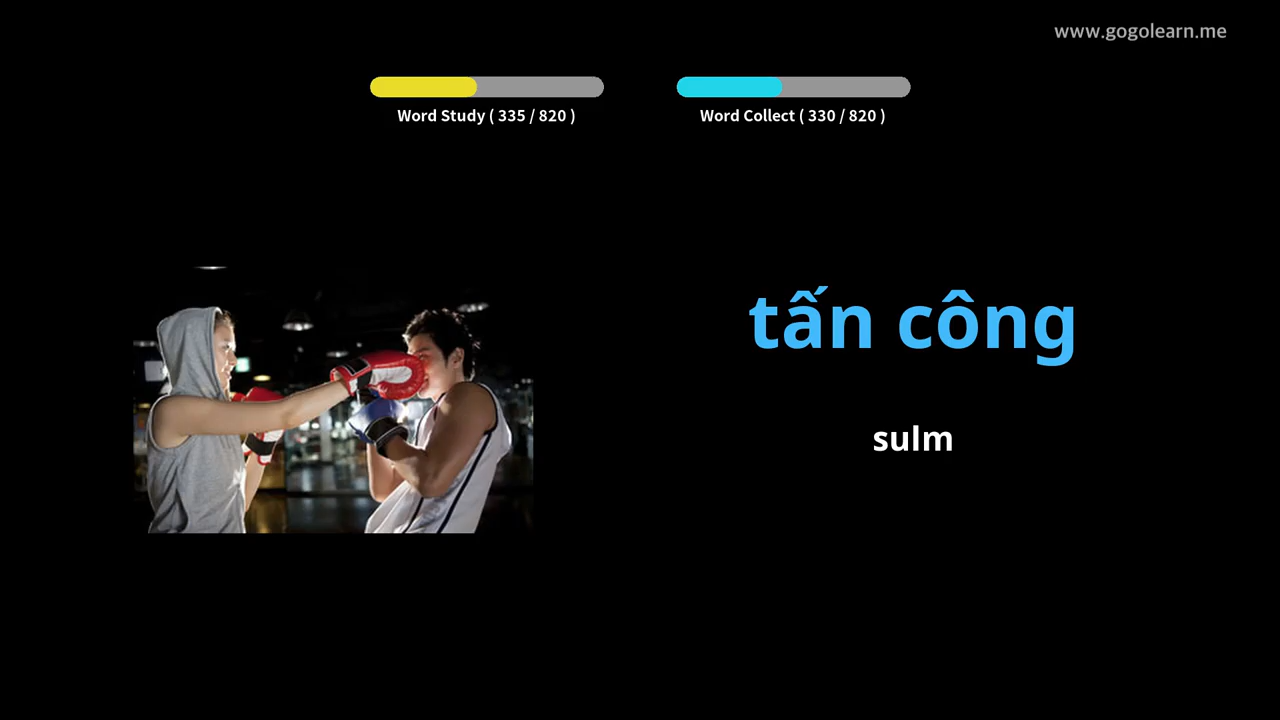 www.gogolearn.me
Word Study ( 335 / 820 )
Word Collect ( 330 / 820 )
tấn công
sulm